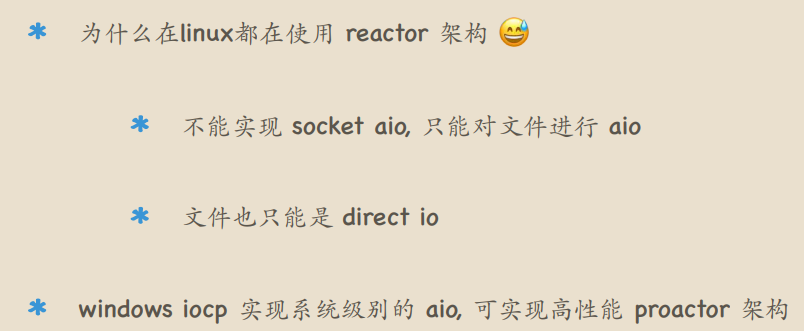 为什么在linux都在使用 reactor 架构 😅
不能实现 socket aio, 只能对文件进行 aio
文件也只能是 direct io
windows iocp 实现系统级别的 aio, 可实现高性能 proactor 架构